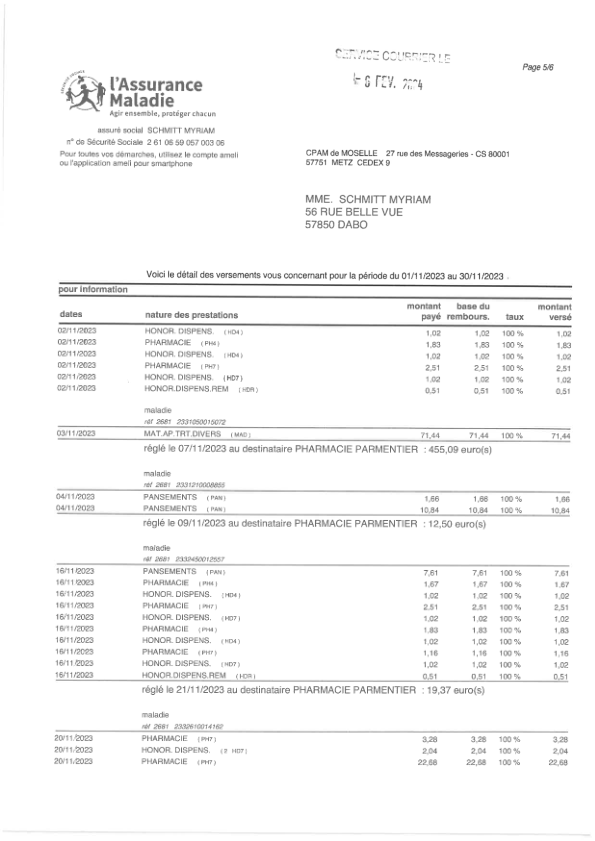 SERVICE COURRIER LE
Page 5/6
6 FEV. 2024
l'Assurance
Maladie
Agir ensemble, protéger chacun
assuré social SCHMITT MYRIAM
n° de Sécurité Sociale 2 61 06 59 057 003 06
Pour toutes vos démarches, utilisez le compte ameli
ou l'application ameli pour smartphone
CPAM de MOSELLE 27 rue des Messageries - CS 80001
57751 METZ CEDEX 9
MME. SCHMITT MYRIAM
56 RUE BELLE VUE
57850 DABO
Voici le détail des versements vous concernant pour la période du 01/11/2023 au 30/11/2023
pour information
dates nature des prestations montant payé base du rembours. taux montant versé
02/11/2023 HONOR. DISPENS. (HD4) 1,02 1,02 100 % 1,02
02/11/2023 PHARMACIE (PH4) 1,83 1,83 100 % 1,83
02/11/2023 HONOR. DISPENS. (HD4) 1,02 1,02 100 % 1,02
02/11/2023 PHARMACIE (PH7) 2,51 2,51 100 % 2,51
02/11/2023 HONOR. DISPENS. (HD7) 1,02 1,02 100 % 1,02
02/11/2023 HONOR.DISPENS.REM (HDR) 0,51 0,51 100 % 0,51
maladie
réf 2681 2331050015072
03/11/2023 MAT.AP.TRT.DIVERS (MAD) 71,44 71,44 100 % 71,44
réglé le 07/11/2023 au destinataire PHARMACIE PARMENTIER : 455,09 euro(s)
maladie
réf 2681 2331210008855
04/11/2023 PANSEMENTS (PAN) 1,66 1,66 100 % 1,66
04/11/2023 PANSEMENTS (PAN) 10,84 10,84 100 % 10,84
réglé le 09/11/2023 au destinataire PHARMACIE PARMENTIER : 12,50 euro(s)
maladie
réf 2681 2332450012557
16/11/2023 PANSEMENTS (PAN) 7,61 7,61 100 % 7,61
16/11/2023 PHARMACIE (PH4) 1,67 1,67 100 % 1,67
16/11/2023 HONOR. DISPENS. (HD4) 1,02 1,02 100 % 1,02
16/11/2023 PHARMACIE (PH7) 2,51 2,51 100 % 2,51
16/11/2023 HONOR. DISPENS. (HD7) 1,02 1,02 100 % 1,02
16/11/2023 PHARMACIE (PH4) 1,83 1,83 100 % 1,83
16/11/2023 HONOR. DISPENS. (HD4) 1,02 1,02 100 % 1,02
16/11/2023 PHARMACIE (PH7) 1,16 1,16 100 % 1,16
16/11/2023 HONOR. DISPENS. (HD7) 1,02 1,02 100 % 1,02
16/11/2023 HONOR.DISPENS.REM (HDR) 0,51 0,51 100 % 0,51
réglé le 21/11/2023 au destinataire PHARMACIE PARMENTIER : 19,37 euro(s)
maladie
réf 2681 2332610014162
20/11/2023 PHARMACIE (PH7) 3,28 3,28 100 % 3,28
20/11/2023 HONOR. DISPENS. (2 HD7) 2,04 2,04 100 % 2,04
20/11/2023 PHARMACIE (PH7) 22,68 22,68 100 % 22,68